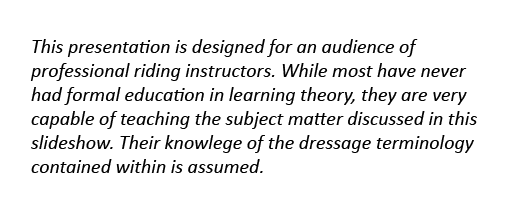 This presentation is designed for an audience of
professional riding instructors. While most have never
had formal education in learning theory, they are very
capable of teaching the subject matter discussed in this
slideshow. Their knowlege of the dressage terminology
contained within is assumed.